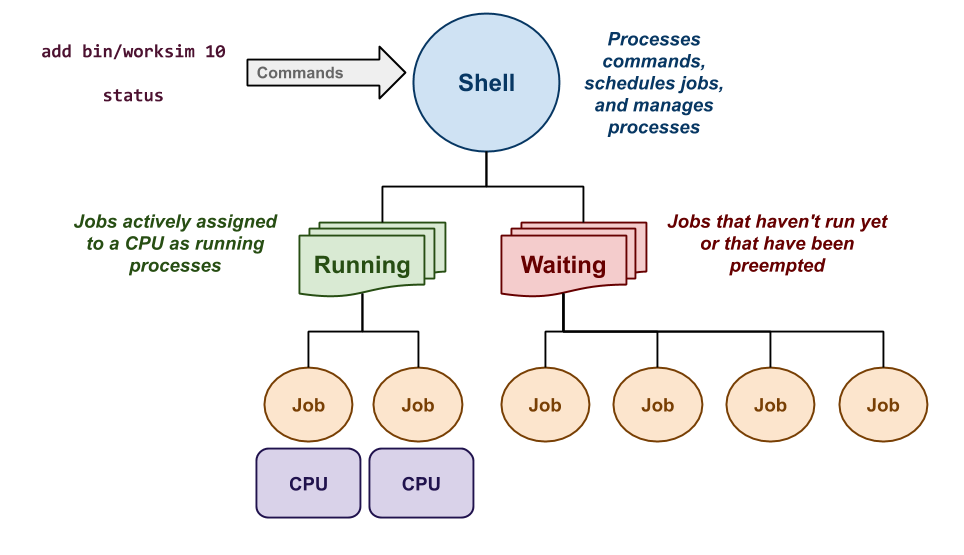 add bin/worksim 10
status
Commands
Shell
Processes
commands,
schedules jobs,
and manages
processes
Jobs actively assigned
to a CPU as running
processes
Running
Waiting
Jobs that haven't run yet
or that have been
preempted
Job
Job
Job
Job
Job
Job
CPU
CPU